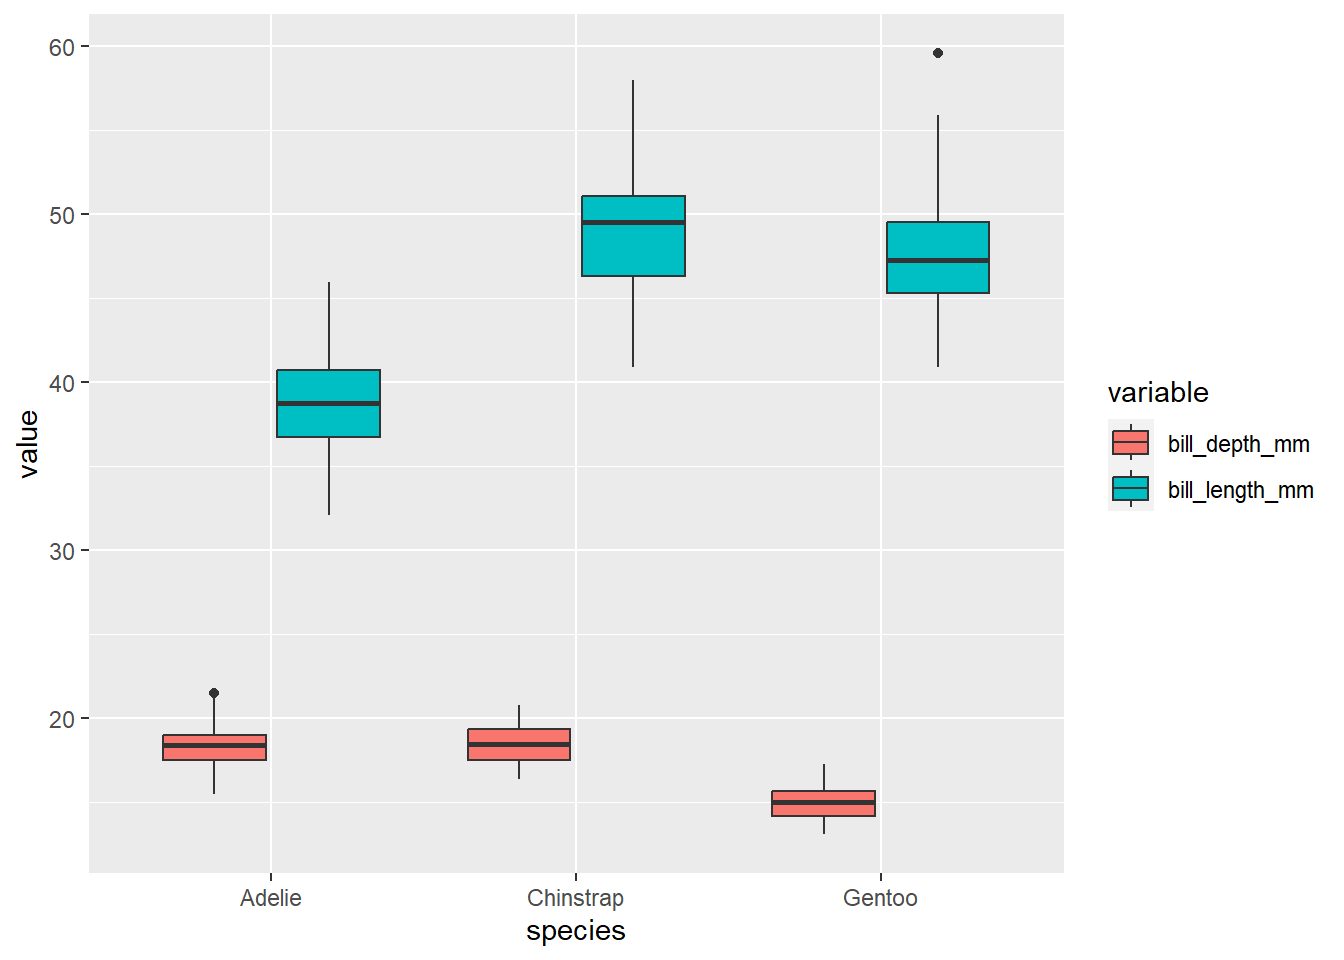 60
50
40
30
20
value
Adelie
Chinstrap
Gentoo
species
variable
bill_depth_mm
bill_length_mm